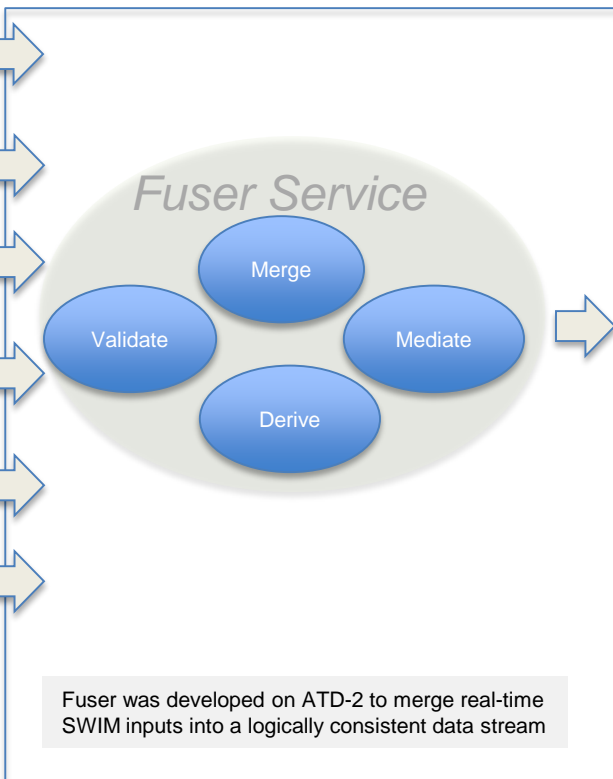 Fuser Service
Merge
Validate
Mediate
Derive
Fuser was developed on ATD-2 to merge real-time
SWIM inputs into a logically consistent data stream